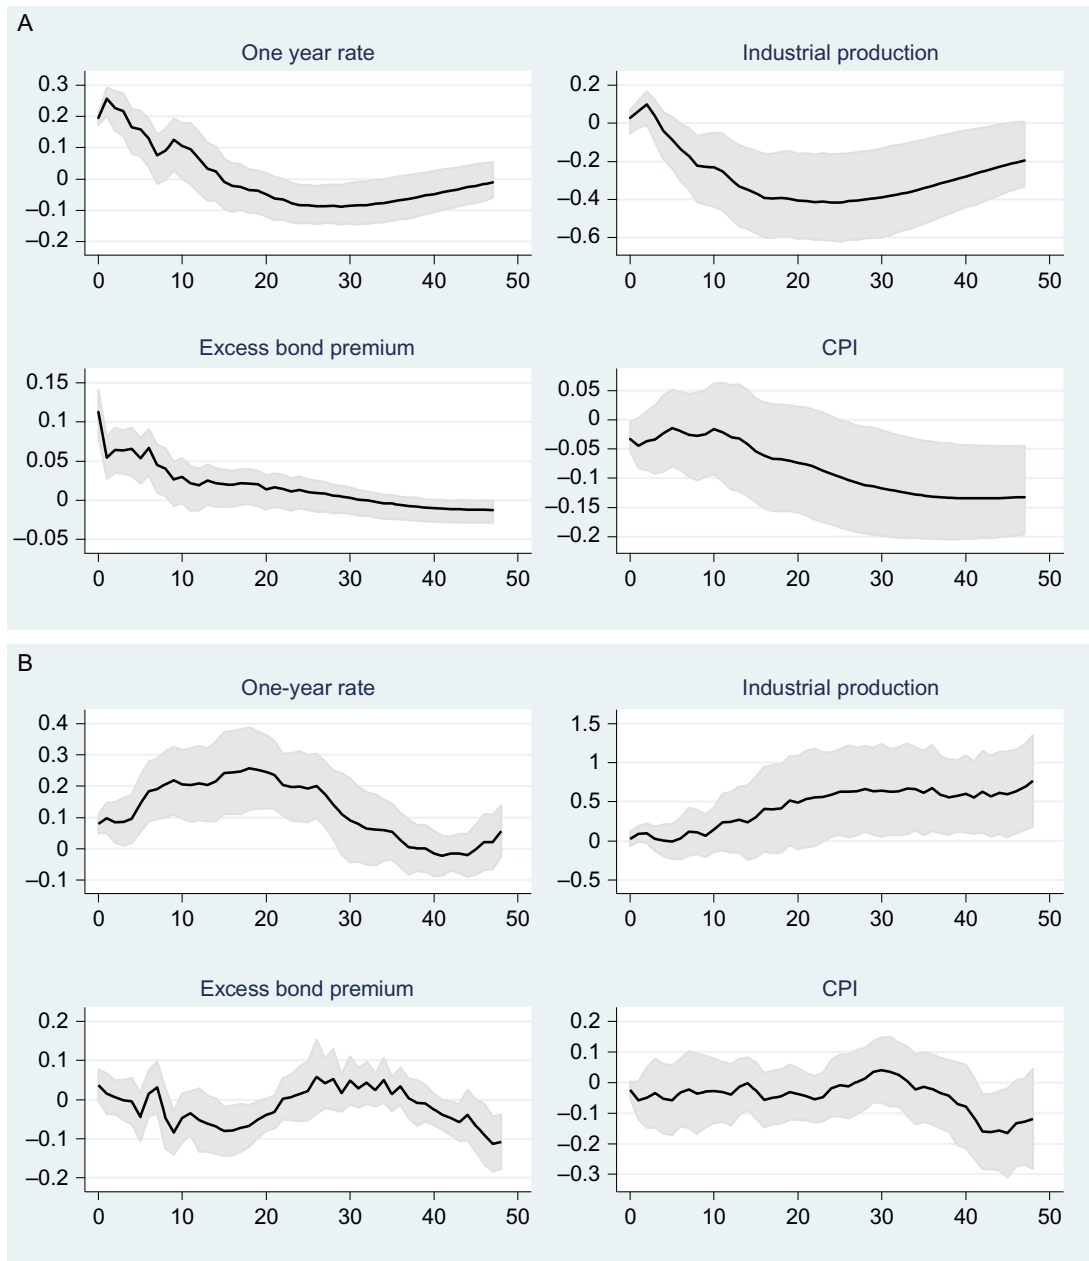 A
One year rate
0.3
0.2
0.1
0
–0.1
–0.2
0 10 20 30 40 50
Industrial production
0.2
0
–0.2
–0.4
–0.6
0 10 20 30 40 50
Excess bond premium
0.15
0.1
0.05
0
–0.05
0 10 20 30 40 50
CPI
0.05
0
–0.05
–0.1
–0.15
–0.2
0 10 20 30 40 50
B
One-year rate
0.4
0.3
0.2
0.1
0
–0.1
0 10 20 30 40 50
Industrial production
1.5
1
0.5
0
–0.5
0 10 20 30 40 50
Excess bond premium
0.2
0.1
0
–0.1
–0.2
0 10 20 30 40 50
CPI
0.2
0.1
0
–0.1
–0.2
–0.3
0 10 20 30 40 50